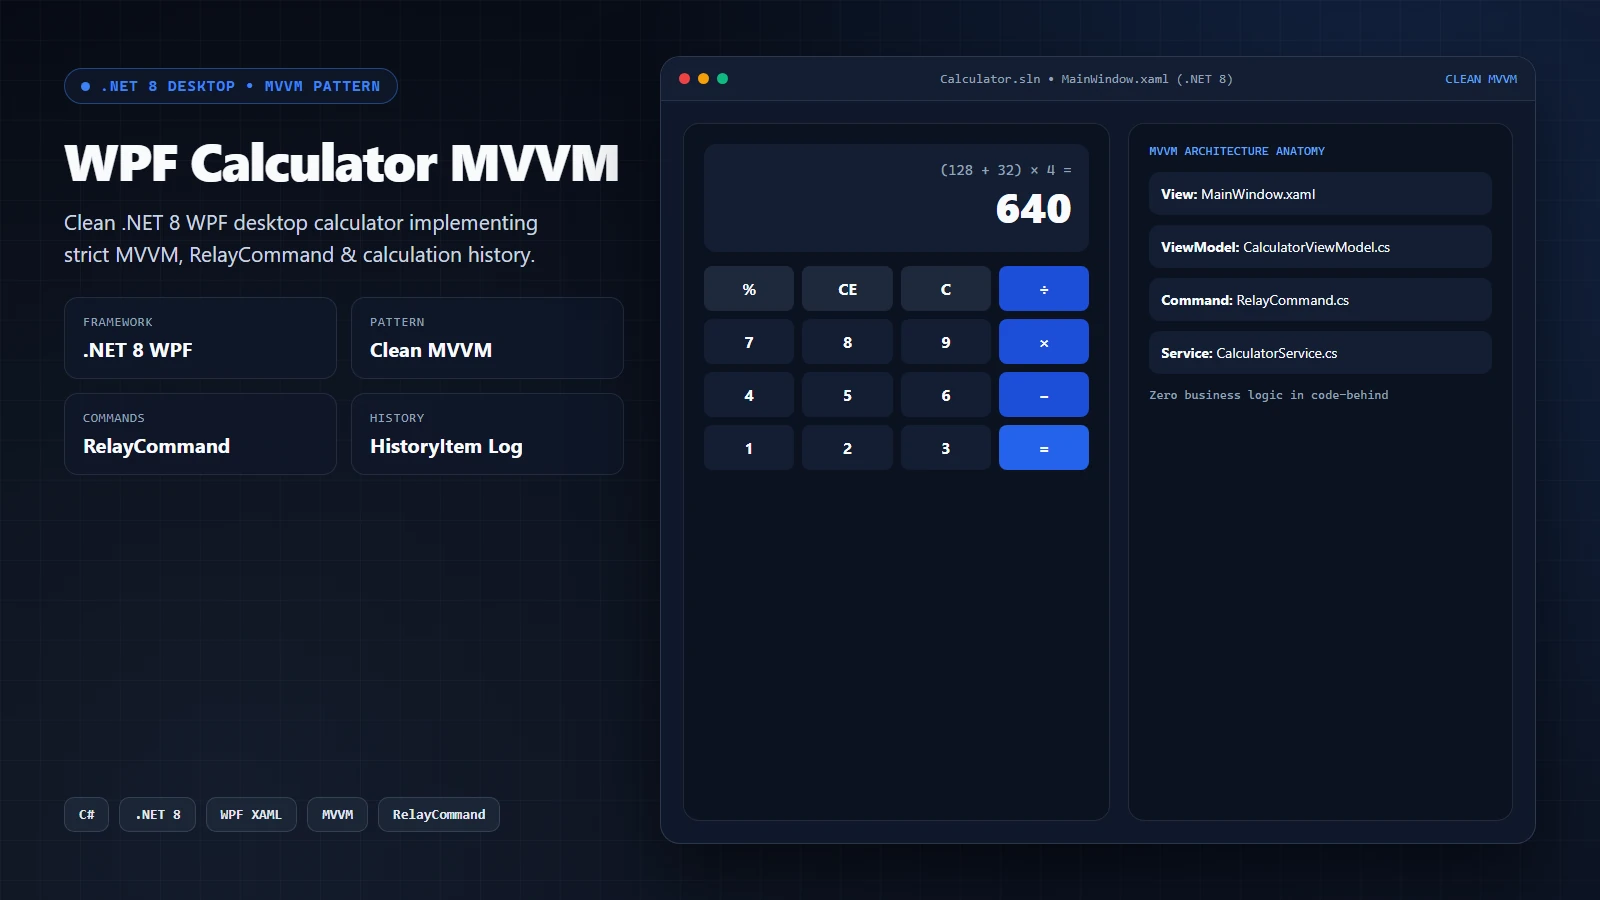 .NET 8 DESKTOP • MVVM PATTERN
WPF Calculator MVVM
Clean .NET 8 WPF desktop calculator implementing
strict MVVM, RelayCommand & calculation history.
FRAMEWORK
.NET 8 WPF
PATTERN
Clean MVVM
COMMANDS
RelayCommand
HISTORY
HistoryItem Log
C# .NET 8 WPF XAML MVVM RelayCommand
Calculator.sln • MainWindow.xaml (.NET 8)
CLEAN MVVM
(128 + 32) × 4 =
640
% CE C ÷
7 8 9 ×
4 5 6 −
1 2 3 =
MVVM ARCHITECTURE ANATOMY
View: MainWindow.xaml
ViewModel: CalculatorViewModel.cs
Command: RelayCommand.cs
Service: CalculatorService.cs
Zero business logic in code-behind